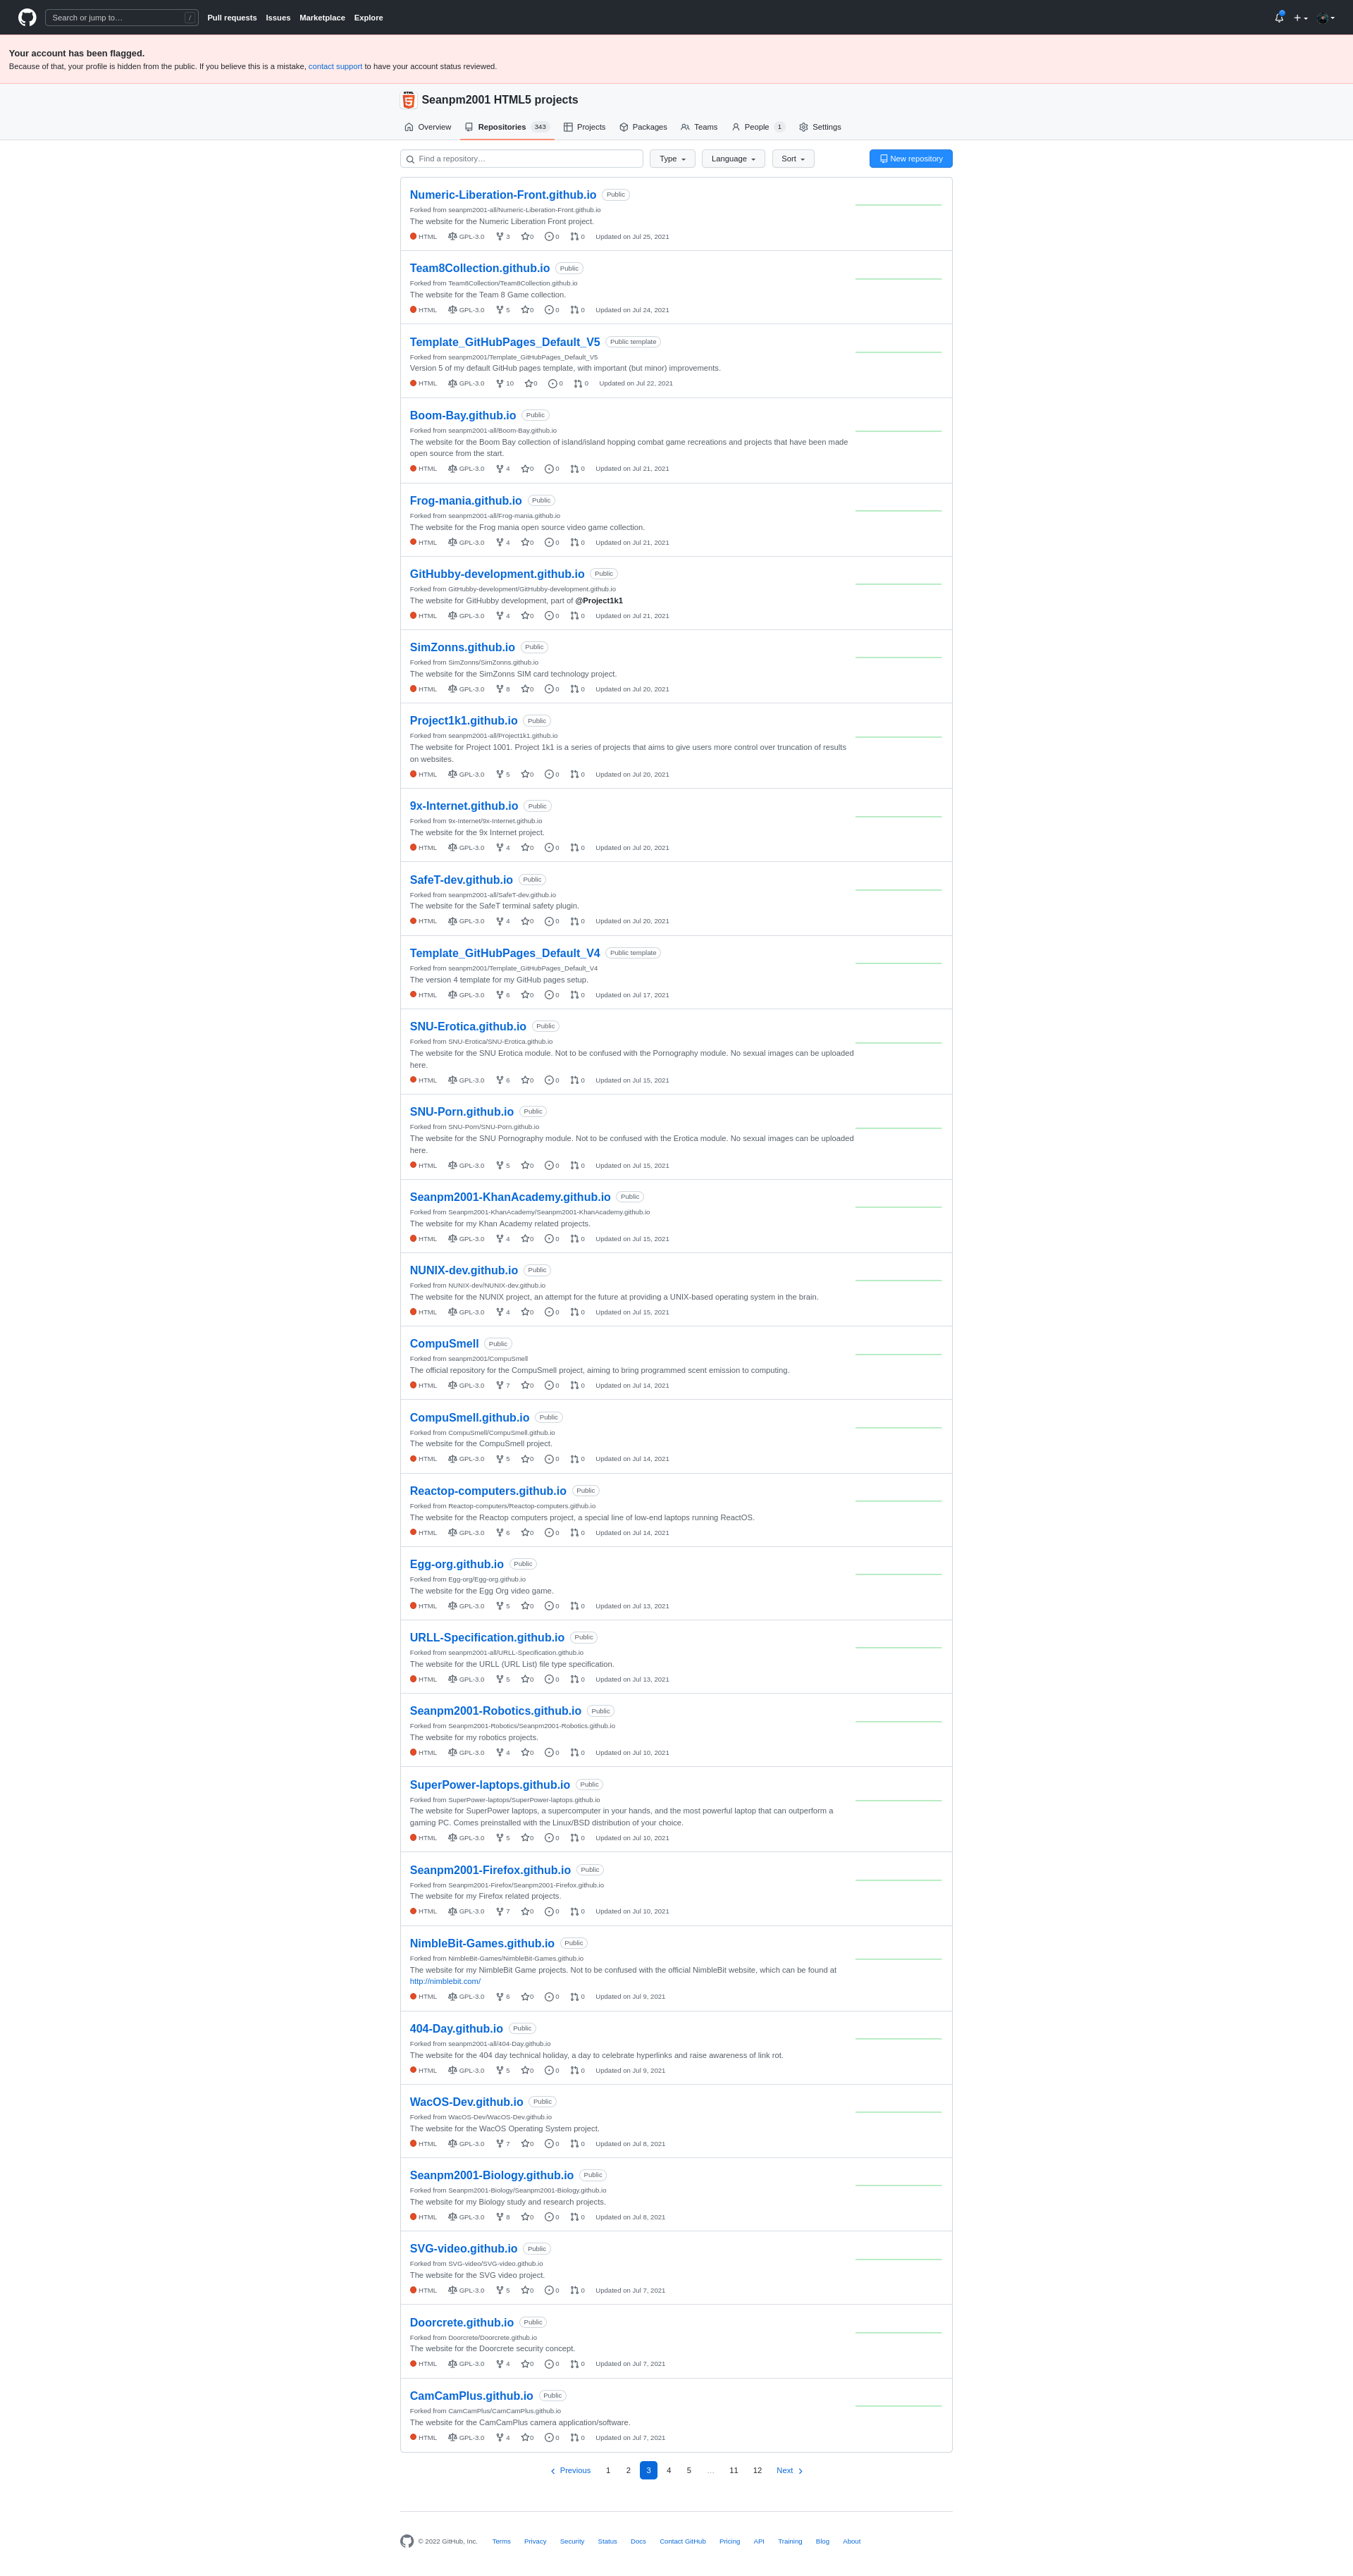 Search or jump to… /
Pull requests Issues Marketplace Explore
Your account has been flagged.
Because of that, your profile is hidden from the public. If you believe this is a mistake, contact support to have your account status reviewed.
Seanpm2001 HTML5 projects
Overview Repositories 343 Projects Packages Teams People 1 Settings
Find a repository… Type Language Sort New repository
Numeric-Liberation-Front.github.io Public
Forked from seanpm2001-all/Numeric-Liberation-Front.github.io
The website for the Numeric Liberation Front project.
HTML GPL-3.0 3 0 0 0 Updated on Jul 25, 2021
Team8Collection.github.io Public
Forked from Team8Collection/Team8Collection.github.io
The website for the Team 8 Game collection.
HTML GPL-3.0 5 0 0 0 Updated on Jul 24, 2021
Template_GitHubPages_Default_V5 Public template
Forked from seanpm2001/Template_GitHubPages_Default_V5
Version 5 of my default GitHub pages template, with important (but minor) improvements.
HTML GPL-3.0 10 0 0 0 Updated on Jul 22, 2021
Boom-Bay.github.io Public
Forked from seanpm2001-all/Boom-Bay.github.io
The website for the Boom Bay collection of island/island hopping combat game recreations and projects that have been made
open source from the start.
HTML GPL-3.0 4 0 0 0 Updated on Jul 21, 2021
Frog-mania.github.io Public
Forked from seanpm2001-all/Frog-mania.github.io
The website for the Frog mania open source video game collection.
HTML GPL-3.0 4 0 0 0 Updated on Jul 21, 2021
GitHubby-development.github.io Public
Forked from GitHubby-development/GitHubby-development.github.io
The website for GitHubby development, part of @Project1k1
HTML GPL-3.0 4 0 0 0 Updated on Jul 21, 2021
SimZonns.github.io Public
Forked from SimZonns/SimZonns.github.io
The website for the SimZonns SIM card technology project.
HTML GPL-3.0 8 0 0 0 Updated on Jul 20, 2021
Project1k1.github.io Public
Forked from seanpm2001-all/Project1k1.github.io
The website for Project 1001. Project 1k1 is a series of projects that aims to give users more control over truncation of results
on websites.
HTML GPL-3.0 5 0 0 0 Updated on Jul 20, 2021
9x-Internet.github.io Public
Forked from 9x-Internet/9x-Internet.github.io
The website for the 9x Internet project.
HTML GPL-3.0 4 0 0 0 Updated on Jul 20, 2021
SafeT-dev.github.io Public
Forked from seanpm2001-all/SafeT-dev.github.io
The website for the SafeT terminal safety plugin.
HTML GPL-3.0 4 0 0 0 Updated on Jul 20, 2021
Template_GitHubPages_Default_V4 Public template
Forked from seanpm2001/Template_GitHubPages_Default_V4
The version 4 template for my GitHub pages setup.
HTML GPL-3.0 6 0 0 0 Updated on Jul 17, 2021
SNU-Erotica.github.io Public
Forked from SNU-Erotica/SNU-Erotica.github.io
The website for the SNU Erotica module. Not to be confused with the Pornography module. No sexual images can be uploaded
here.
HTML GPL-3.0 6 0 0 0 Updated on Jul 15, 2021
SNU-Porn.github.io Public
Forked from SNU-Porn/SNU-Porn.github.io
The website for the SNU Pornography module. Not to be confused with the Erotica module. No sexual images can be uploaded
here.
HTML GPL-3.0 5 0 0 0 Updated on Jul 15, 2021
Seanpm2001-KhanAcademy.github.io Public
Forked from Seanpm2001-KhanAcademy/Seanpm2001-KhanAcademy.github.io
The website for my Khan Academy related projects.
HTML GPL-3.0 4 0 0 0 Updated on Jul 15, 2021
NUNIX-dev.github.io Public
Forked from NUNIX-dev/NUNIX-dev.github.io
The website for the NUNIX project, an attempt for the future at providing a UNIX-based operating system in the brain.
HTML GPL-3.0 4 0 0 0 Updated on Jul 15, 2021
CompuSmell Public
Forked from seanpm2001/CompuSmell
The official repository for the CompuSmell project, aiming to bring programmed scent emission to computing.
HTML GPL-3.0 7 0 0 0 Updated on Jul 14, 2021
CompuSmell.github.io Public
Forked from CompuSmell/CompuSmell.github.io
The website for the CompuSmell project.
HTML GPL-3.0 5 0 0 0 Updated on Jul 14, 2021
Reactop-computers.github.io Public
Forked from Reactop-computers/Reactop-computers.github.io
The website for the Reactop computers project, a special line of low-end laptops running ReactOS.
HTML GPL-3.0 6 0 0 0 Updated on Jul 14, 2021
Egg-org.github.io Public
Forked from Egg-org/Egg-org.github.io
The website for the Egg Org video game.
HTML GPL-3.0 5 0 0 0 Updated on Jul 13, 2021
URLL-Specification.github.io Public
Forked from seanpm2001-all/URLL-Specification.github.io
The website for the URLL (URL List) file type specification.
HTML GPL-3.0 5 0 0 0 Updated on Jul 13, 2021
Seanpm2001-Robotics.github.io Public
Forked from Seanpm2001-Robotics/Seanpm2001-Robotics.github.io
The website for my robotics projects.
HTML GPL-3.0 4 0 0 0 Updated on Jul 10, 2021
SuperPower-laptops.github.io Public
Forked from SuperPower-laptops/SuperPower-laptops.github.io
The website for SuperPower laptops, a supercomputer in your hands, and the most powerful laptop that can outperform a
gaming PC. Comes preinstalled with the Linux/BSD distribution of your choice.
HTML GPL-3.0 5 0 0 0 Updated on Jul 10, 2021
Seanpm2001-Firefox.github.io Public
Forked from Seanpm2001-Firefox/Seanpm2001-Firefox.github.io
The website for my Firefox related projects.
HTML GPL-3.0 7 0 0 0 Updated on Jul 10, 2021
NimbleBit-Games.github.io Public
Forked from NimbleBit-Games/NimbleBit-Games.github.io
The website for my NimbleBit Game projects. Not to be confused with the official NimbleBit website, which can be found at
http://nimblebit.com/
HTML GPL-3.0 6 0 0 0 Updated on Jul 9, 2021
404-Day.github.io Public
Forked from seanpm2001-all/404-Day.github.io
The website for the 404 day technical holiday, a day to celebrate hyperlinks and raise awareness of link rot.
HTML GPL-3.0 5 0 0 0 Updated on Jul 9, 2021
WacOS-Dev.github.io Public
Forked from WacOS-Dev/WacOS-Dev.github.io
The website for the WacOS Operating System project.
HTML GPL-3.0 7 0 0 0 Updated on Jul 8, 2021
Seanpm2001-Biology.github.io Public
Forked from Seanpm2001-Biology/Seanpm2001-Biology.github.io
The website for my Biology study and research projects.
HTML GPL-3.0 8 0 0 0 Updated on Jul 8, 2021
SVG-video.github.io Public
Forked from SVG-video/SVG-video.github.io
The website for the SVG video project.
HTML GPL-3.0 5 0 0 0 Updated on Jul 7, 2021
Doorcrete.github.io Public
Forked from Doorcrete/Doorcrete.github.io
The website for the Doorcrete security concept.
HTML GPL-3.0 4 0 0 0 Updated on Jul 7, 2021
CamCamPlus.github.io Public
Forked from CamCamPlus/CamCamPlus.github.io
The website for the CamCamPlus camera application/software.
HTML GPL-3.0 4 0 0 0 Updated on Jul 7, 2021
Previous 1 2 3 4 5 … 11 12 Next
© 2022 GitHub, Inc. Terms Privacy Security Status Docs Contact GitHub Pricing API Training Blog About